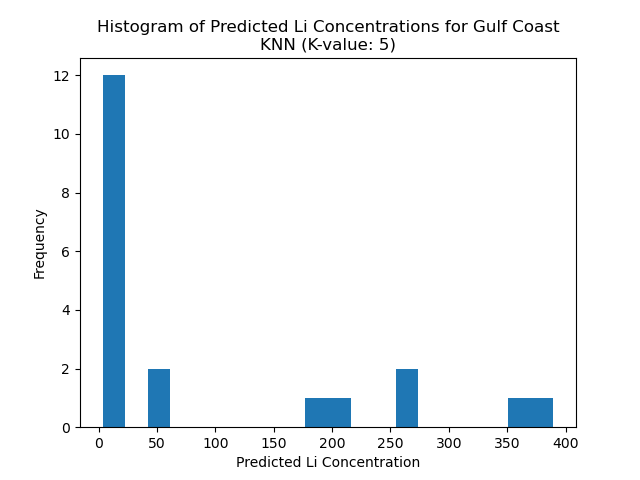 Histogram of Predicted Li Concentrations for Gulf Coast
KNN (K-value: 5)
12
10
8
6
4
2
0
Frequency
0 50 100 150 200 250 300 350 400
Predicted Li Concentration